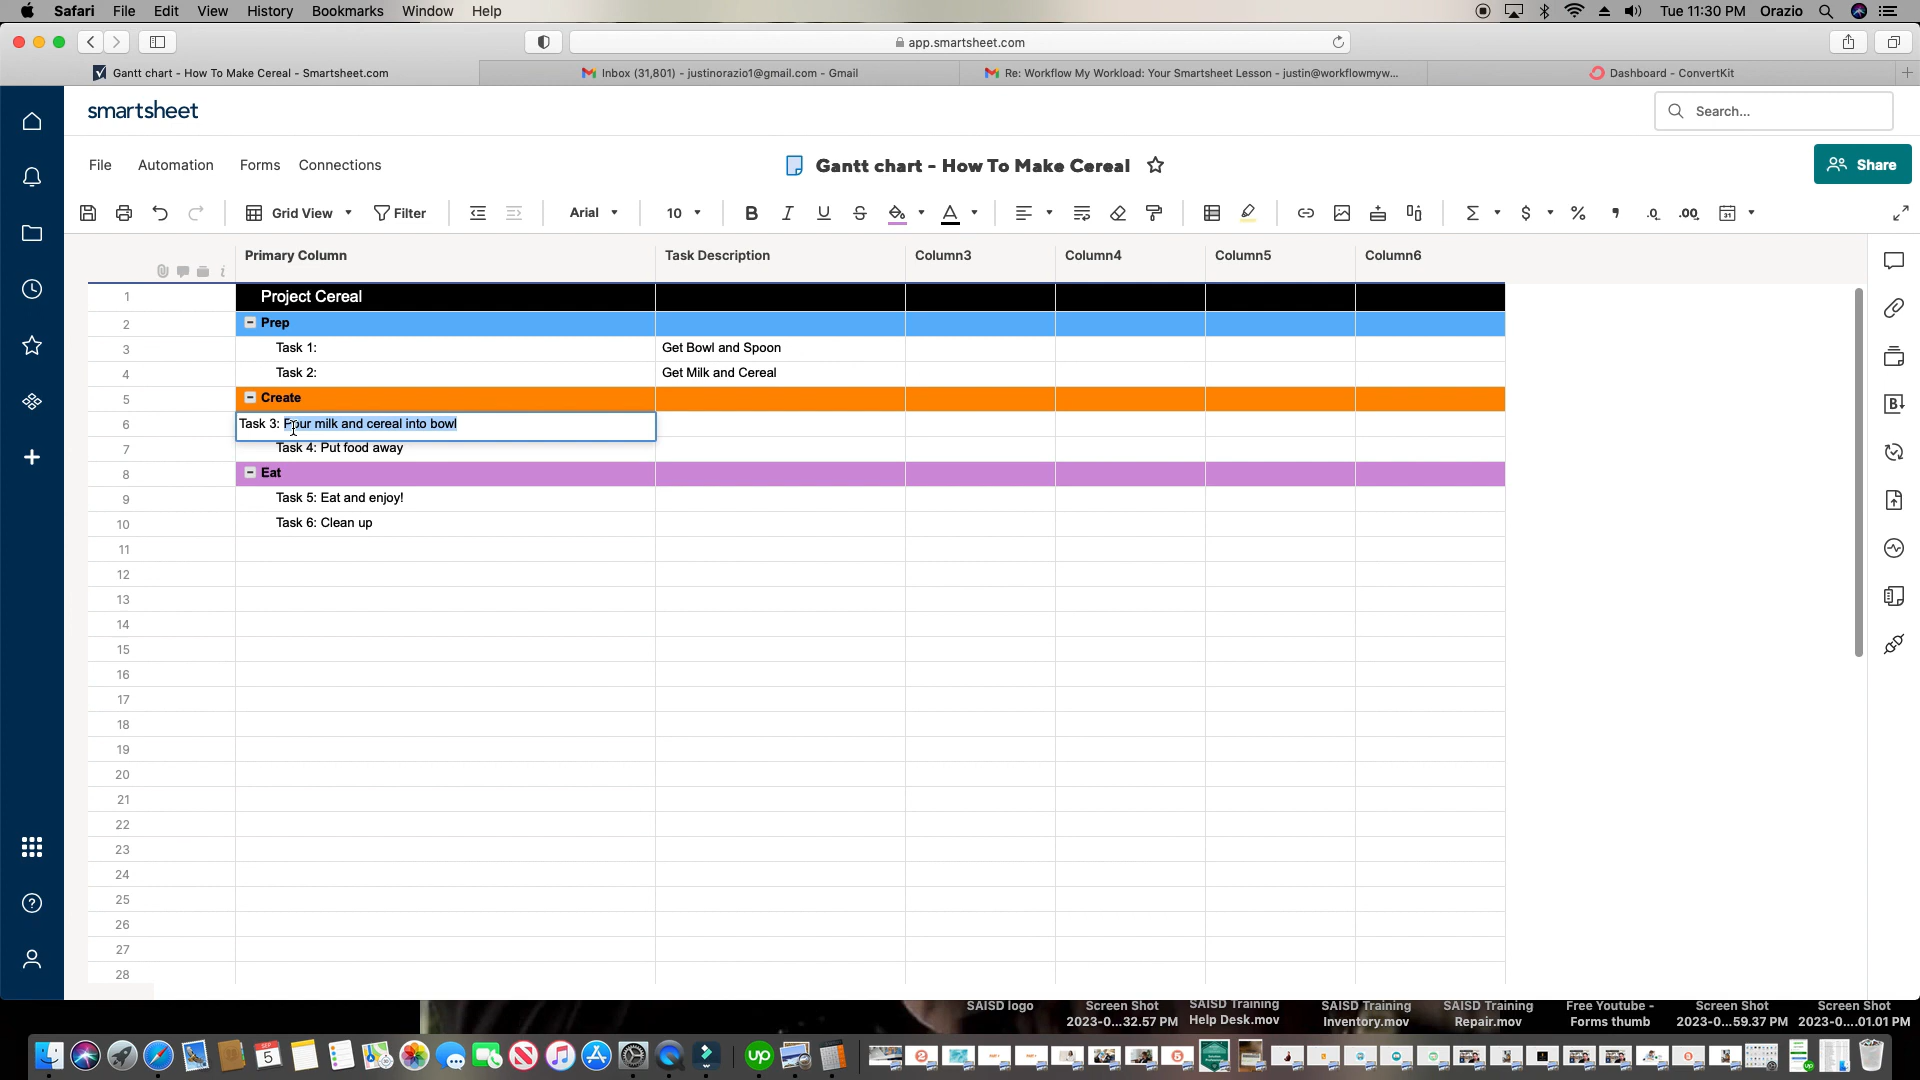 Safari File Edit View History Bookmarks Window Help Tue 11:30 PM Orazio
app.smartsheet.com
Gantt chart - How To Make Cereal - Smartsheet.com Inbox (31,801) - justinorazio1@gmail.com - Gmail Re: Workflow My Workload: Your Smartsheet Lesson - justin@workflowmyw... Dashboard - ConvertKit
smartsheet Search...
File Automation Forms Connections Gantt chart - How To Make Cereal Share
Grid View Filter Arial 10 B I U S A Σ $ % .0 .00 31
Primary Column Task Description Column3 Column4 Column5 Column6
1 Project Cereal
2 Prep
3 Task 1: Get Bowl and Spoon
4 Task 2: Get Milk and Cereal
5 Create
6 Task 3: Pour milk and cereal into bowl
7 Task 4: Put food away
8 Eat
9 Task 5: Eat and enjoy!
10 Task 6: Clean up
11
12
13
14
15
16
17
18
19
20
21
22
23
24
25
26
27
28
SAISD logo Screen Shot SAISD Training SAISD Training SAISD Training Free Youtube - Screen Shot Screen Shot
2023-0...32.57 PM Help Desk.mov Inventory.mov Repair.mov Forms thumb 2023-0...59.37 PM 2023-0....01.01 PM
SEP
5
up